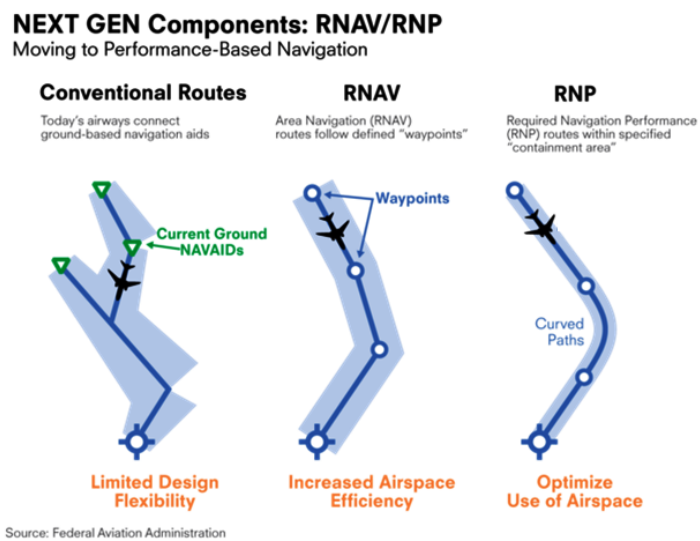 NEXT GEN Components: RNAV/RNP
Moving to Performance-Based Navigation
Conventional Routes
Today's airways connect
ground-based navigation aids
Current Ground
NAVAIDs
Limited Design
Flexibility
RNAV
Area Navigation (RNAV)
routes follow defined "waypoints"
Waypoints
Increased Airspace
Efficiency
RNP
Required Navigation Performance
(RNP) routes within specified
"containment area"
Curved
Paths
Optimize
Use of Airspace
Source: Federal Aviation Administration